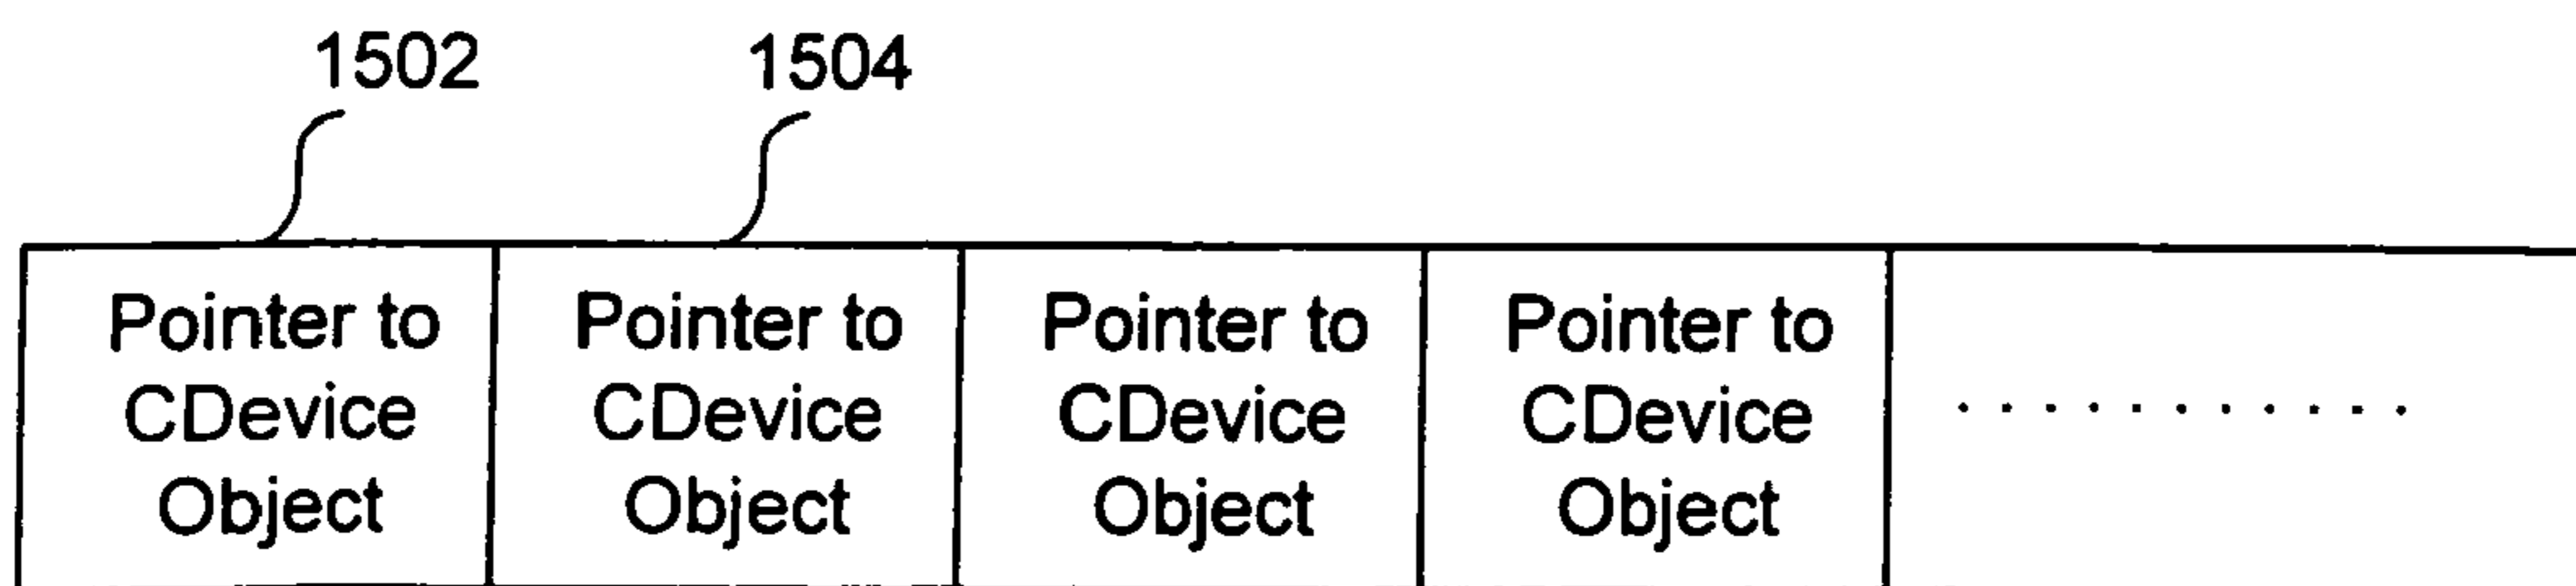 1502 1504
Pointer to Pointer to Pointer to Pointer to
CDevice CDevice CDevice CDevice ............
Object Object Object Object